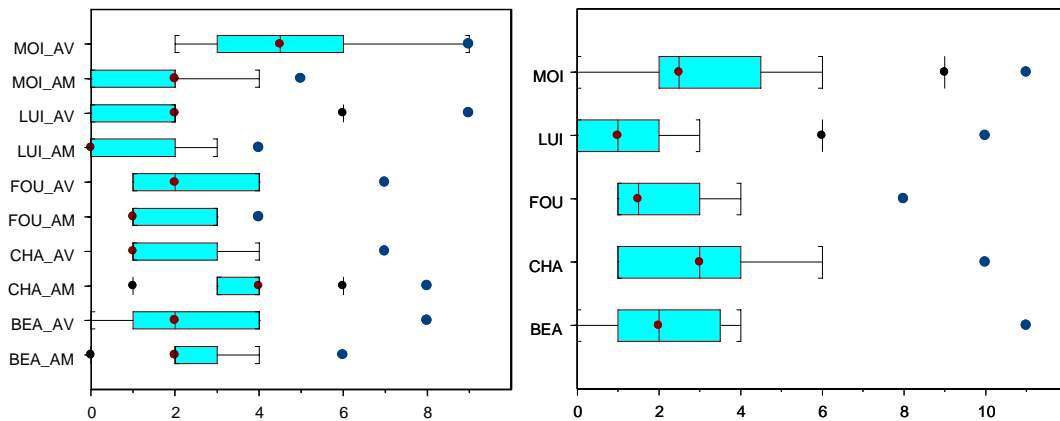 MOI_AV
MOI_AM
LUI_AV
LUI_AM
FOU_AV
FOU_AM
CHA_AV
CHA_AM
BEA_AV
BEA_AM
0 2 4 6 8
MOI
LUI
FOU
CHA
BEA
0 2 4 6 8 10